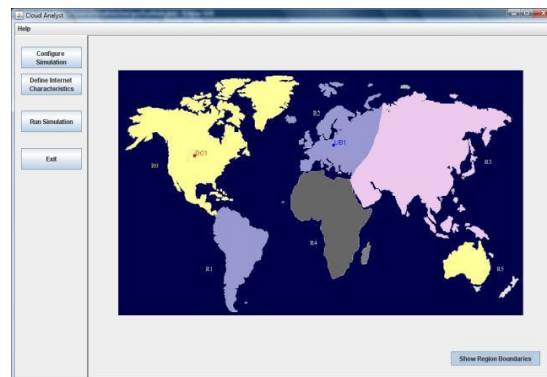 Cloud Analyst
Help
Configure
Simulation
Define Internet
Characteristics
Run Simulation
Exit
R2
UB1
DC1
R0
R3
R4
R1
R5
Show Region Boundaries